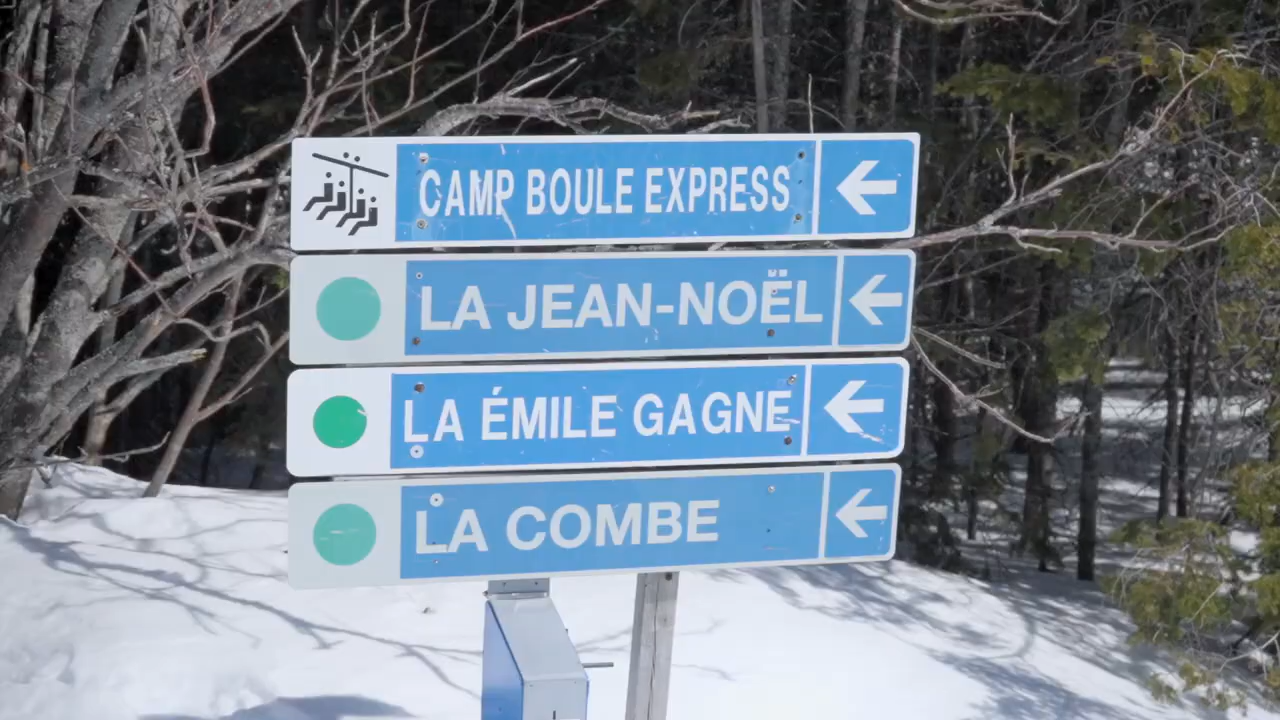 CAMP BOULE EXPRESS
LA JEAN-NOËL
LA ÉMILE GAGNE
LA COMBE